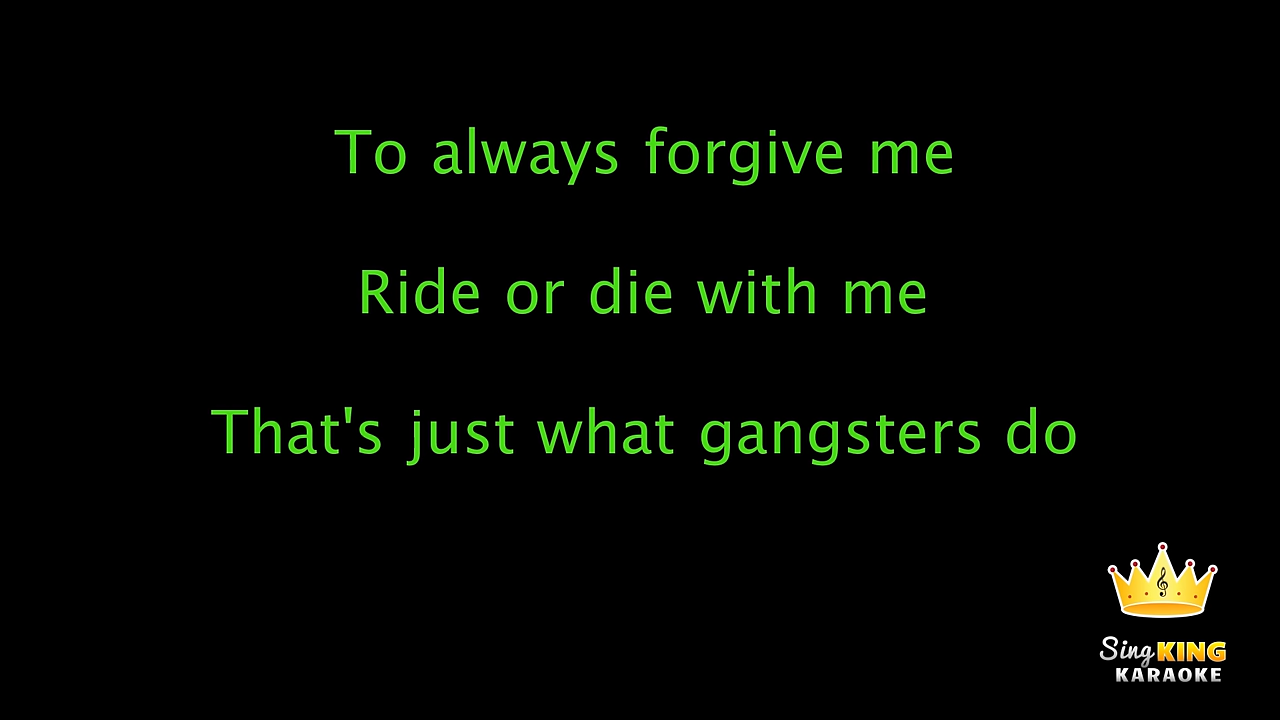 To always forgive me
Ride or die with me
That's just what gangsters do
Sing KING
KARAOKE